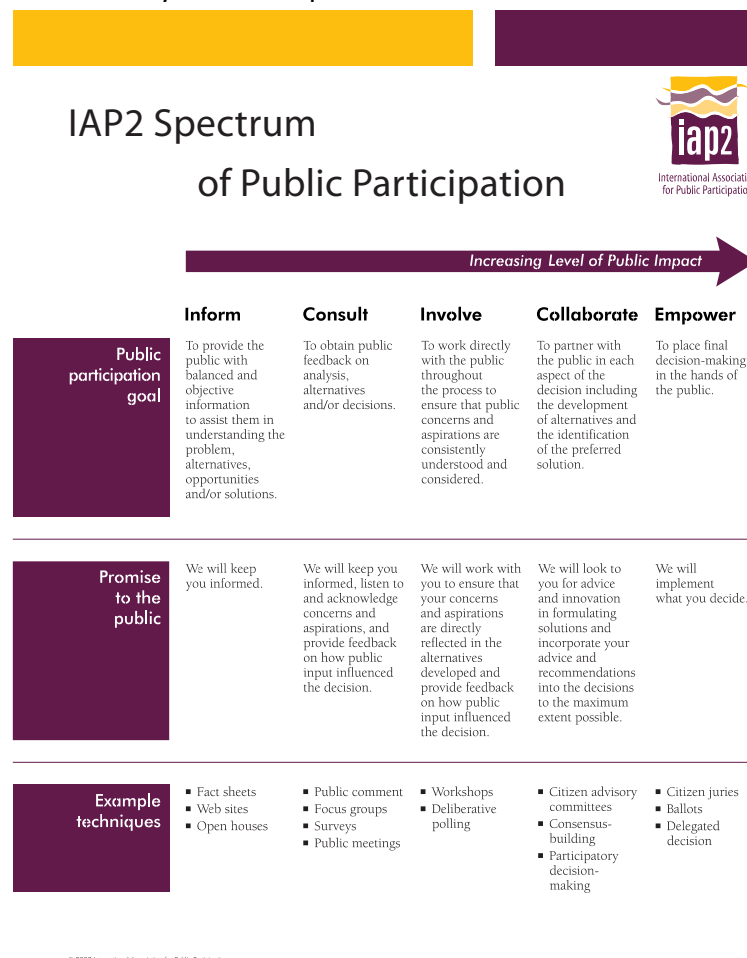 IAP2 Spectrum
of Public Participation
iap2
International Associati
for Public Participatio
Increasing Level of Public Impact
Inform
Consult
Involve
Collaborate
Empower
Public
participation
goal
To provide the
public with
balanced and
objective
information
to assist them in
understanding the
problem,
alternatives,
opportunities
and/or solutions.
To obtain public
feedback on
analysis,
alternatives
and/or decisions.
To work directly
with the public
throughout
the process to
ensure that public
concerns and
aspirations are
consistently
understood and
considered.
To partner with
the public in each
aspect of the
decision including
the development
of alternatives and
the identification
of the preferred
solution.
To place final
decision-making
in the hands of
the public.
Promise
to the
public
We will keep
you informed.
We will keep you
informed, listen to
and acknowledge
concerns and
aspirations, and
provide feedback
on how public
input influenced
the decision.
We will work with
you to ensure that
your concerns
and aspirations
are directly
reflected in the
alternatives
developed and
provide feedback
on how public
input influenced
the decision.
We will look to
you for advice
and innovation
in formulating
solutions and
incorporate your
advice and
recommendations
into the decisions
to the maximum
extent possible.
We will
implement
what you decide.
Example
techniques
▪ Fact sheets
▪ Web sites
▪ Open houses
▪ Public comment
▪ Focus groups
▪ Surveys
▪ Public meetings
▪ Workshops
▪ Deliberative
polling
▪ Citizen advisory
committees
▪ Consensus-
building
▪ Participatory
decision-
making
▪ Citizen juries
▪ Ballots
▪ Delegated
decision